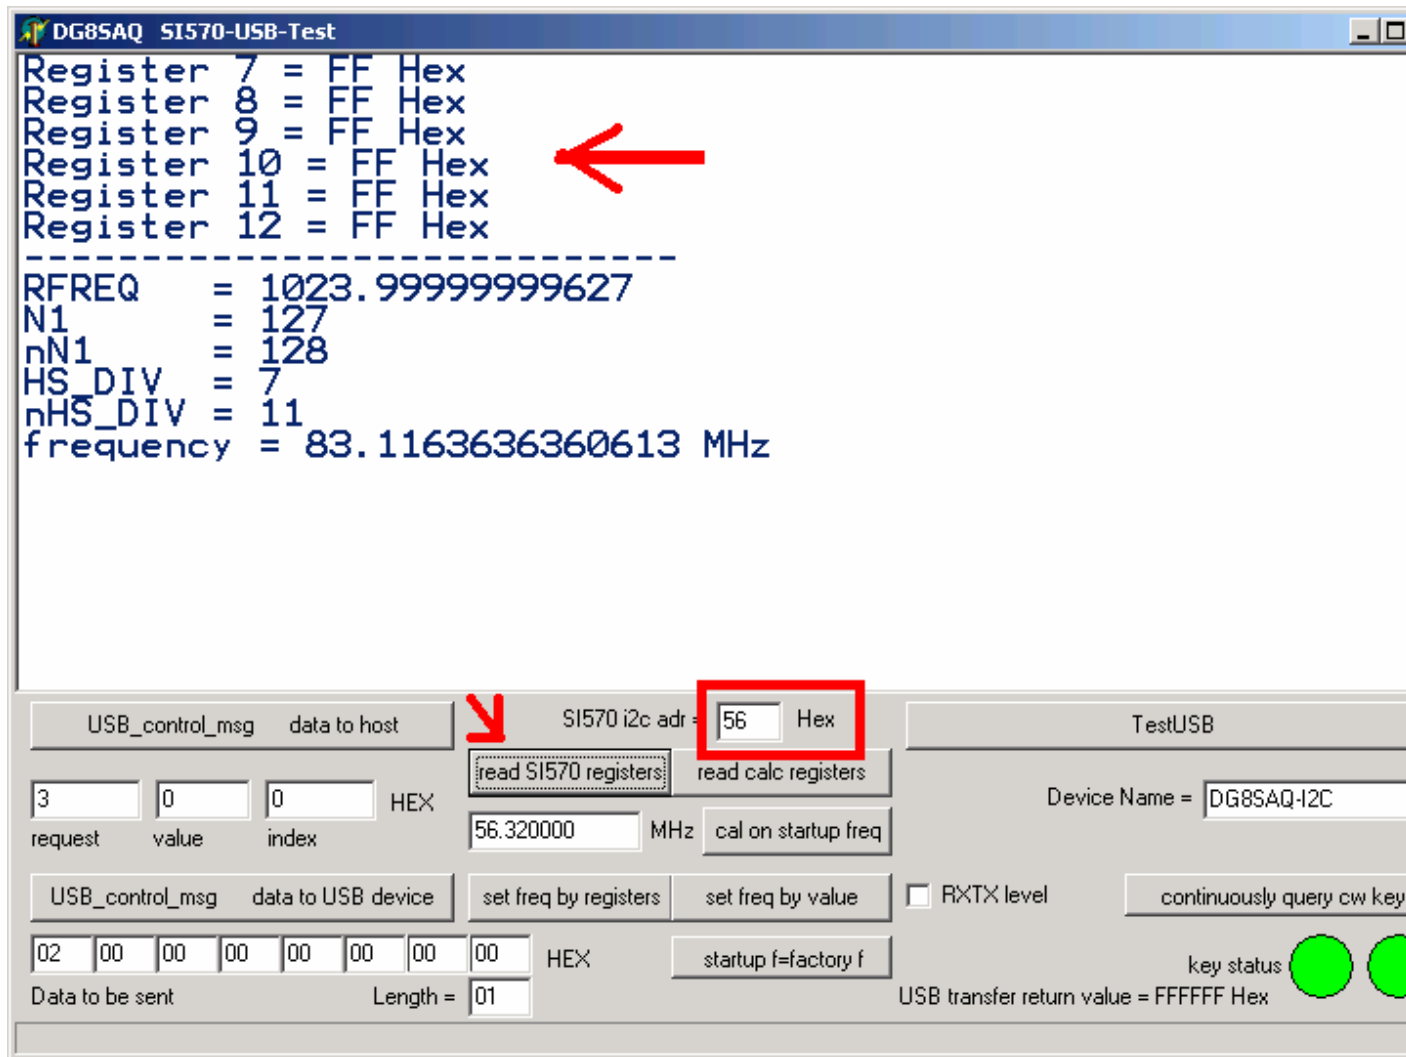 DG8SAQ   SI570-USB-Test
Register 7 = FF Hex
Register 8 = FF Hex
Register 9 = FF Hex
Register 10 = FF Hex
Register 11 = FF Hex
Register 12 = FF Hex
----------------------------
RFREQ    = 1023.99999999627
N1       = 127
nN1      = 128
HS_DIV   = 7
nHS_DIV = 11
frequency = 83.1163636360613 MHz
USB_control_msg     data to host
SI570 i2c adr = 56 Hex
TestUSB
read SI570 registers
read calc registers
3 0 0 HEX
Device Name = DG8SAQ-I2C
request value index
56.320000 MHz
cal on startup freq
USB_control_msg     data to USB device
set freq by registers
set freq by value
RXTX level
continuously query cw key
02 00 00 00 00 00 00 00 HEX
startup f=factory f
key status
Data to be sent
Length = 01
USB transfer return value = FFFFFF Hex